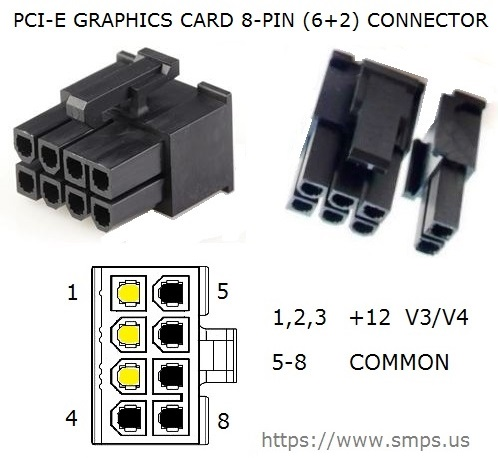 PCI-E GRAPHICS CARD 8-PIN (6+2) CONNECTOR
1 5
1,2,3 +12 V3/V4
5-8 COMMON
4 8
https://www.smps.us